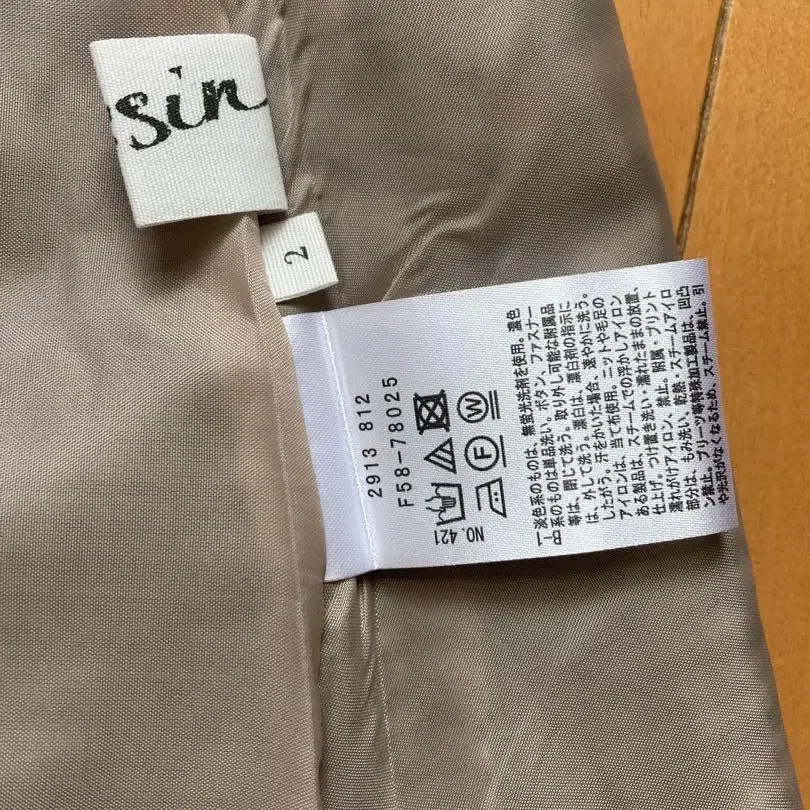 sin
2
2913 812
F58-78025
W
F
NO.421
淡色系のものは、無蛍光洗剤を使用。濃色
系のものは単品洗い。ボタン、ファスナー
等は、閉じて洗う。取り外し可能な附属品
は、外して洗う。漂白は、漂白剤の指示に
したがう。汗をかいた場合、速やかに洗う。
アイロンは、当て布使用。ニットや毛足の
ある製品は、スチームでの浮かしアイロン
仕上げ。つけ置き洗い・濡れたままの放置、
濡れがけアイロン、禁止。附属・プリント
部分は、もみ洗い、乾熱・スチームアイロ
ン禁止。プリーツ等特殊加工製品は、凹凸
や光沢がなくなるため、スチーム禁止。引